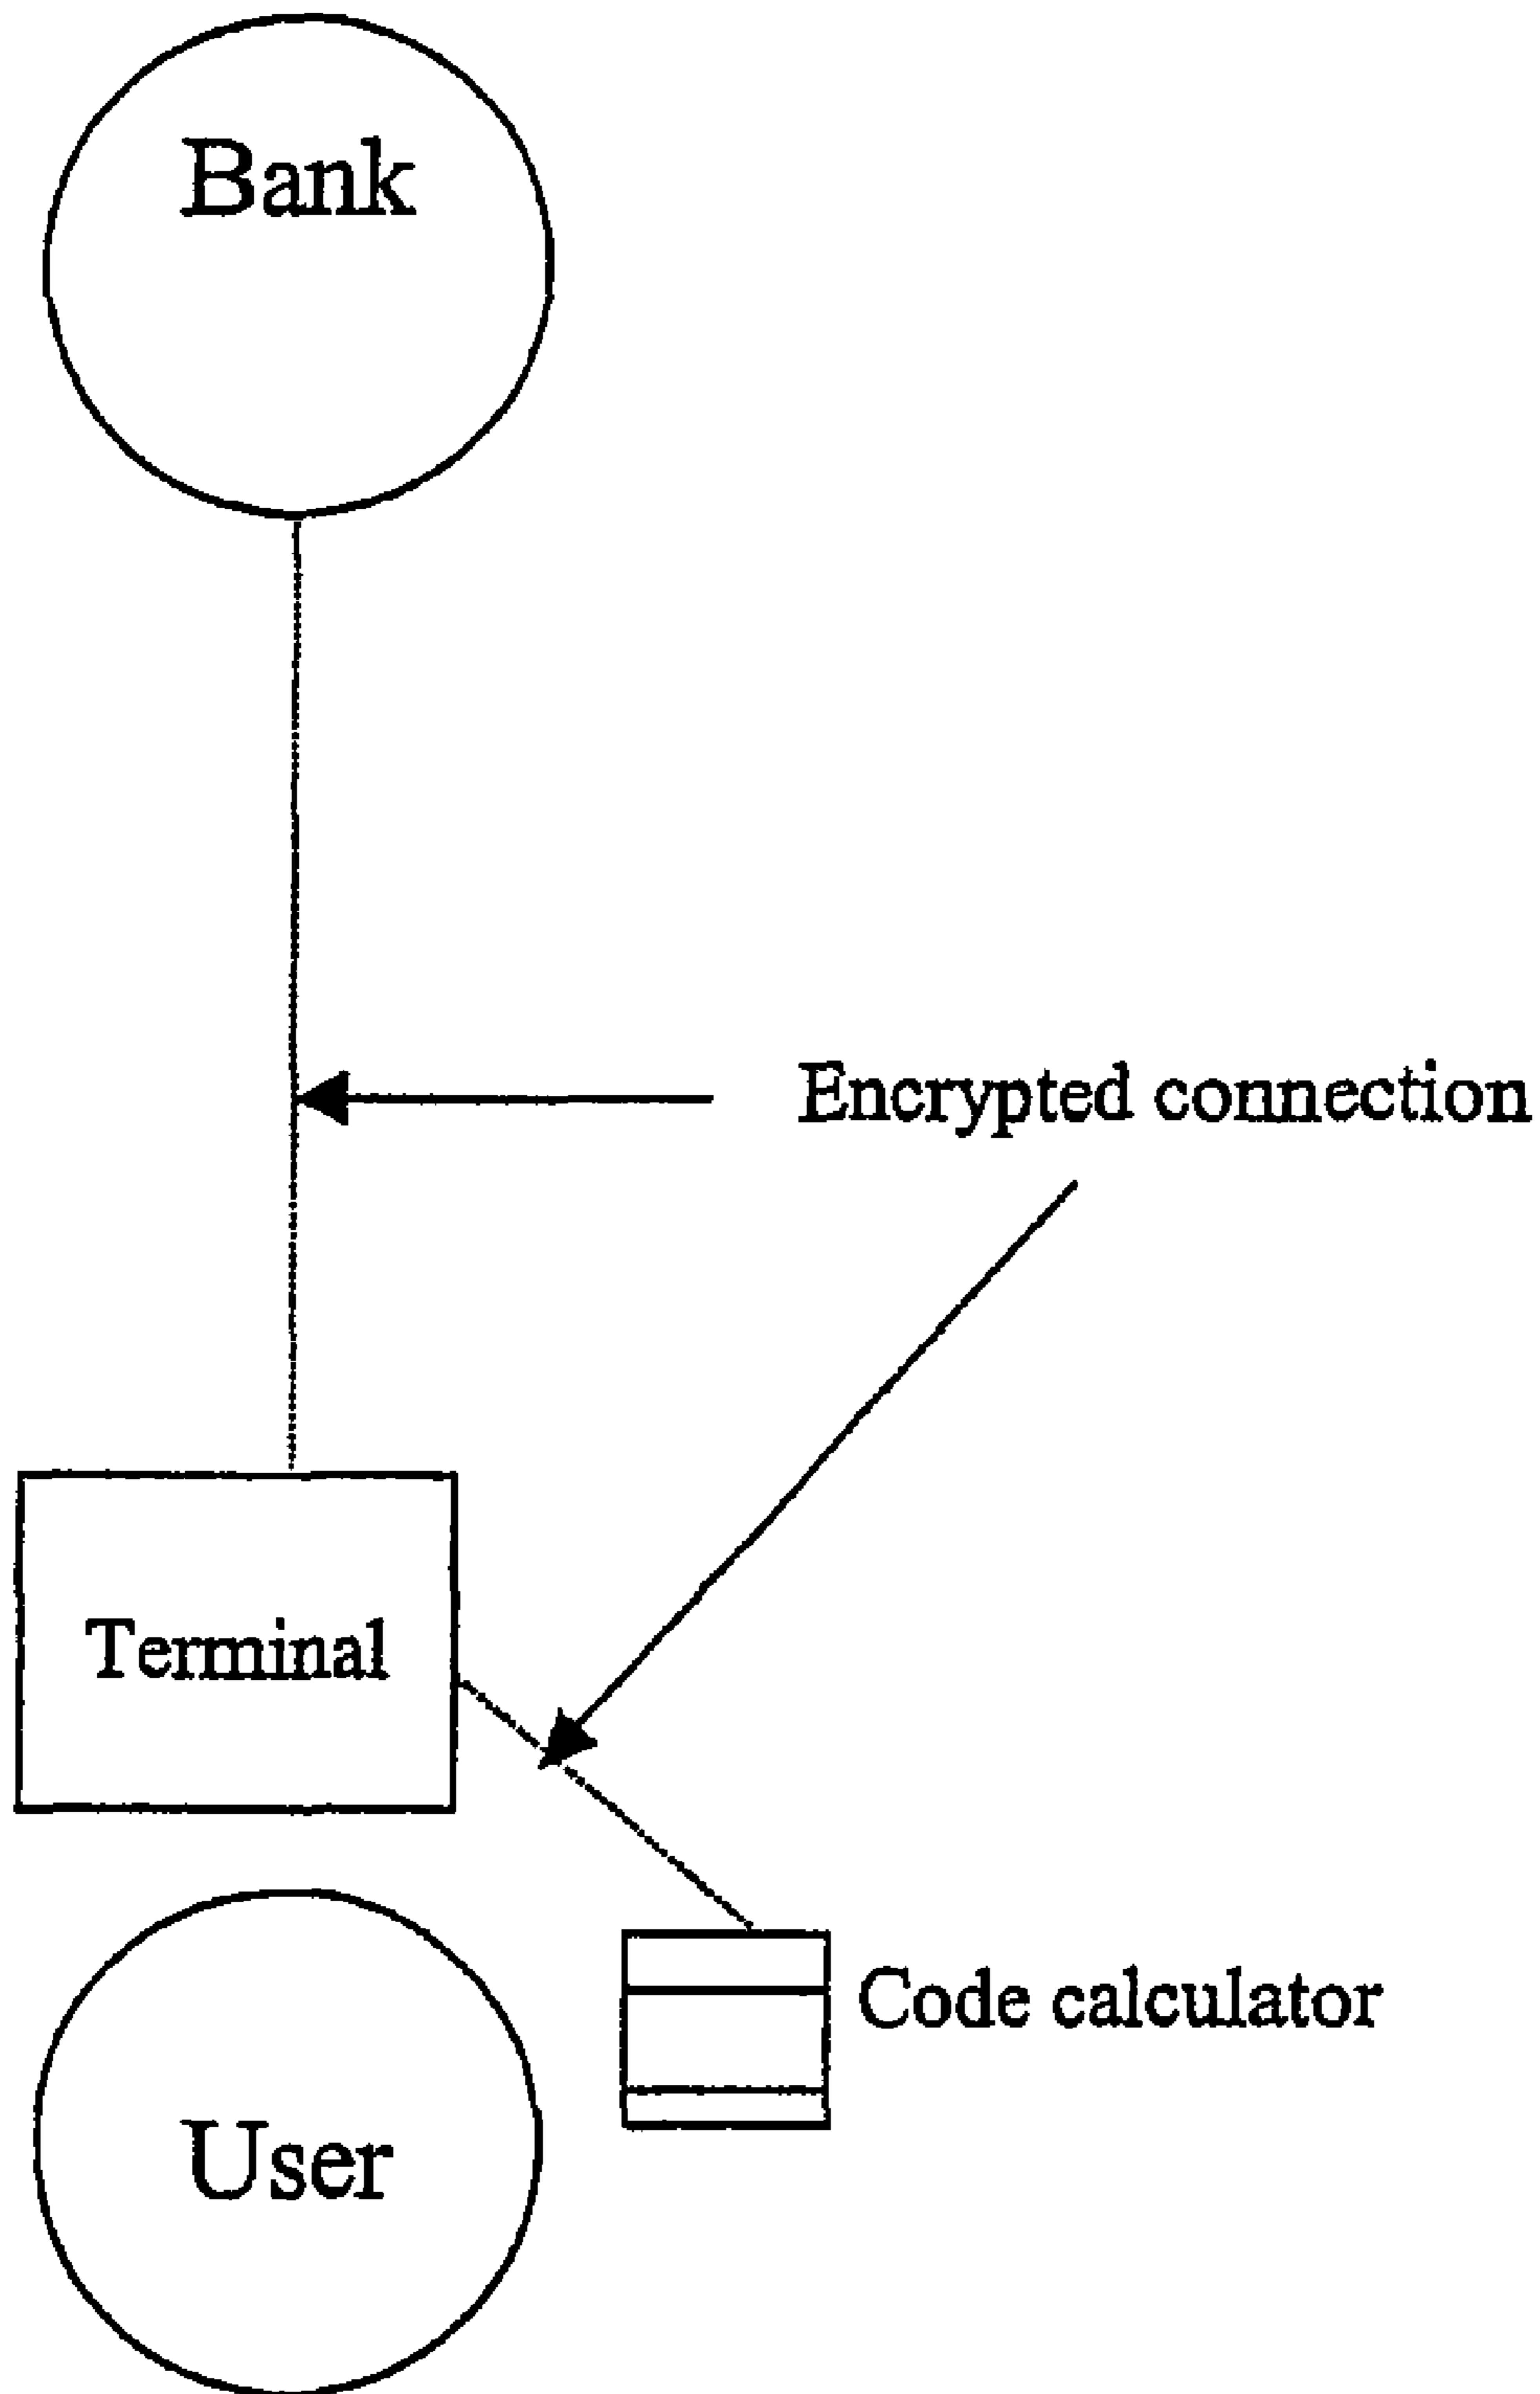 Bank
Encrypted connection
Terminal
Code calculator
User